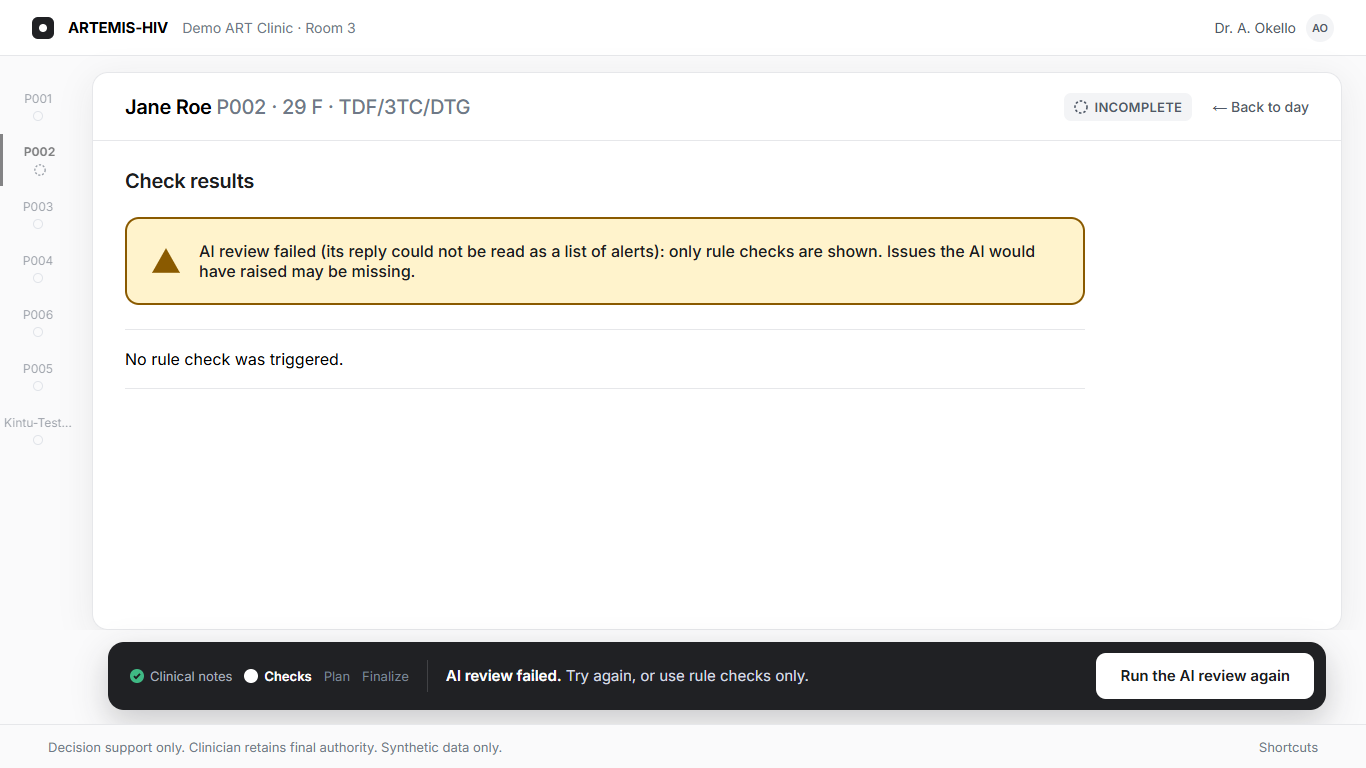 ARTEMIS-HIV Demo ART Clinic · Room 3
Dr. A. Okello AO
P001
P002
P003
P004
P006
P005
Kintu-Test...
Jane Roe P002 · 29 F · TDF/3TC/DTG
INCOMPLETE
← Back to day
Check results
AI review failed (its reply could not be read as a list of alerts): only rule checks are shown. Issues the AI would
have raised may be missing.
No rule check was triggered.
Clinical notes Checks Plan Finalize
AI review failed. Try again, or use rule checks only.
Run the AI review again
Decision support only. Clinician retains final authority. Synthetic data only.
Shortcuts